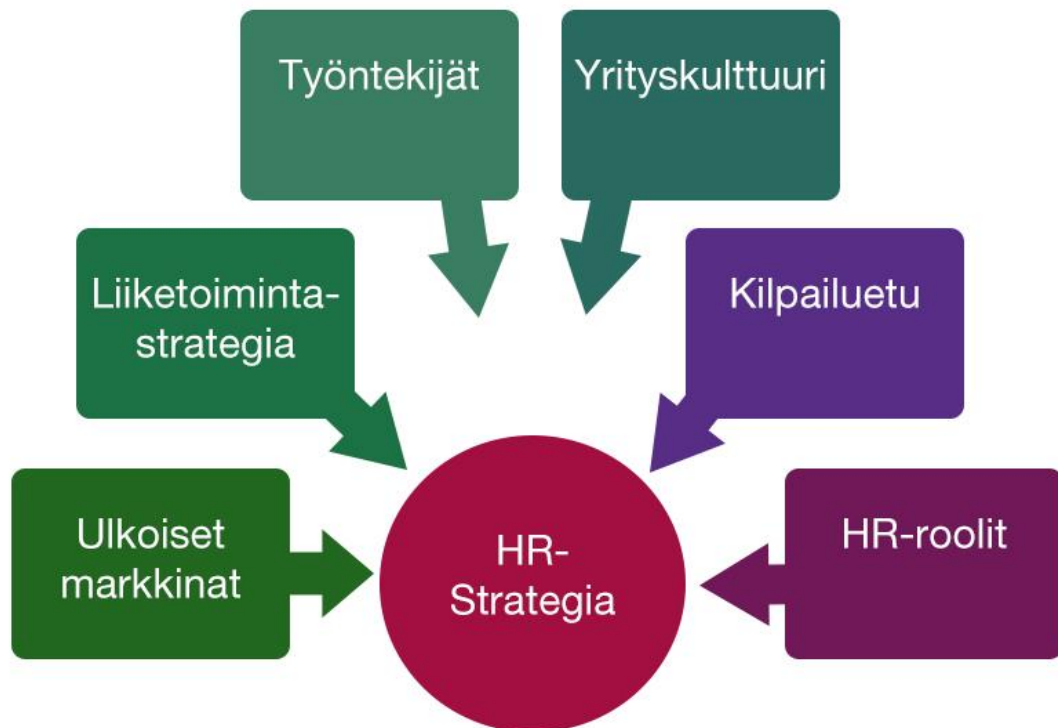 Työntekijät
Yrityskulttuuri
Liiketoiminta-
strategia
Kilpailuetu
Ulkoiset
markkinat
HR-
Strategia
HR-roolit